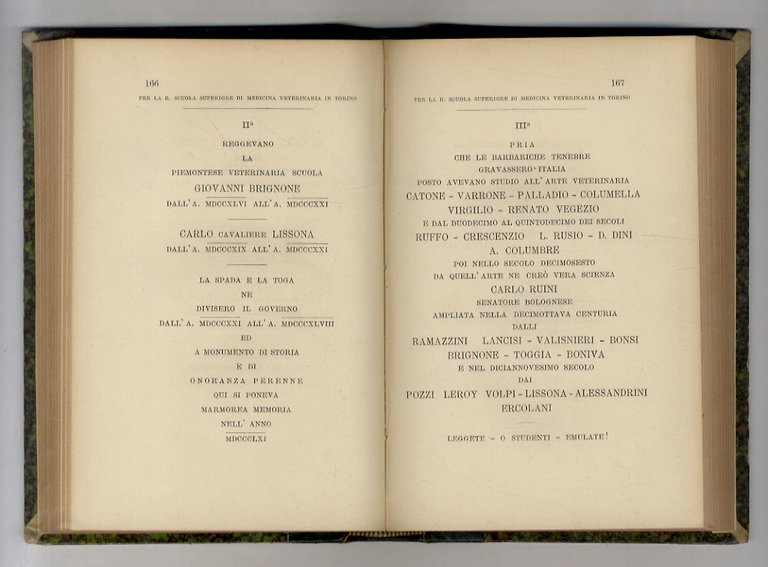 166
PER LA R. SCUOLA SUPERIORE DI MEDICINA VETERINARIA IN TORINO
IIª
REGGEVANO
LA
PIEMONTESE VETERINARIA SCUOLA
GIOVANNI BRIGNONE
DALL'A. MDCCXLVI ALL'A. MDCCCXXI
CARLO CAVALIERE LISSONA
DALL'A. MDCCCXIX ALL'A. MDCCCXXI
LA SPADA E LA TOGA
NE
DIVISERO IL GOVERNO
DALL'A. MDCCCXXI ALL'A. MDCCCXLVIII
ED
A MONUMENTO DI STORIA
E DI
ONORANZA PERENNE
QUI SI PONEVA
MARMOREA MEMORIA
NELL'ANNO
MDCCCLXI
167
PER LA R. SCUOLA SUPERIORE DI MEDICINA VETERINARIA IN TORINO
IIIª
PRIA
CHE LE BARBARICHE TENEBRE
GRAVASSERO ITALIA
POSTO AVEVANO STUDIO ALL'ARTE VETERINARIA
CATONE - VARRONE - PALLADIO - COLUMELLA
VIRGILIO - RENATO VEGEZIO
E DAL DUODECIMO AL QUINTODECIMO DEI SECOLI
RUFFO - CRESCENZIO L. RUSIO - D. DINI
A. COLUMBRE
POI NELLO SECOLO DECIMOSESTO
DA QUELL'ARTE NE CREÒ VERA SCIENZA
CARLO RUINI
SENATORE BOLOGNESE
AMPLIATA NELLA DECIMOTTAVA CENTURIA
DALLI
RAMAZZINI LANCISI - VALISNIERI - BONSI
BRIGNONE - TOGGIA - BONIVA
E NEL DICIANNOVESIMO SECOLO
DAI
POZZI LEROY VOLPI - LISSONA - ALESSANDRINI
ERCOLANI
LEGGETE - O STUDENTI - EMULATE!